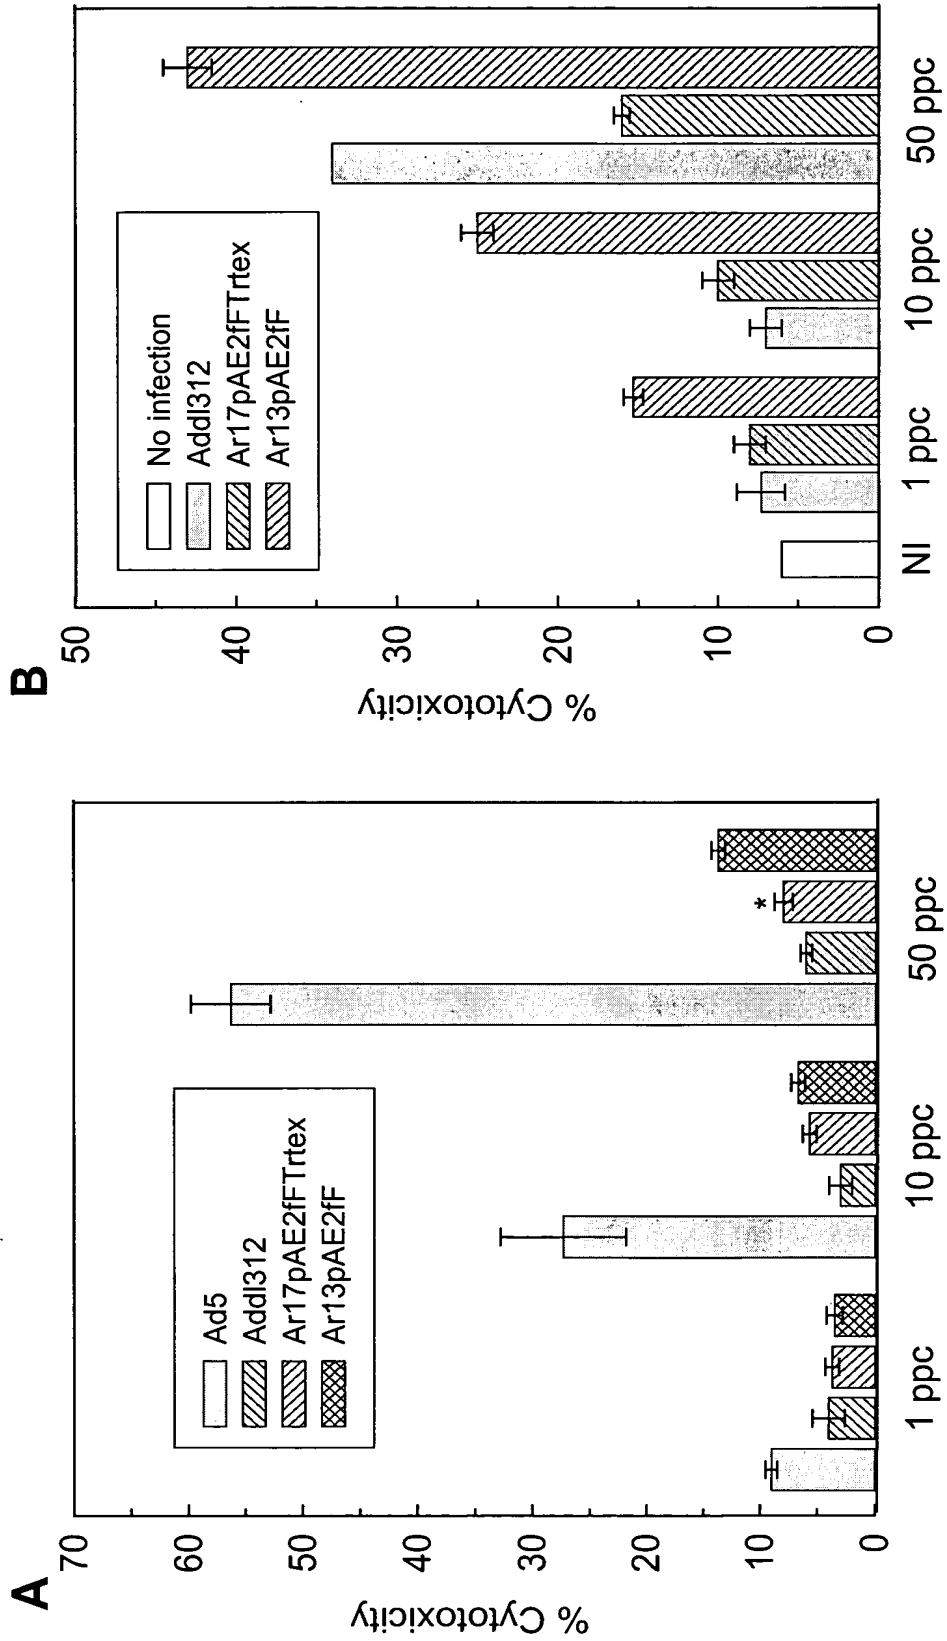 A
% Cytotoxicity
70
60
50
40
30
20
10
0
Ad5
Addl312
Ar17pAE2fFTrtex
Ar13pAE2fF
*
1 ppc
10 ppc
50 ppc
B
% Cytotoxicity
50
40
30
20
10
0
No infection
Addl312
Ar17pAE2fFTrtex
Ar13pAE2fF
NI
1 ppc
10 ppc
50 ppc